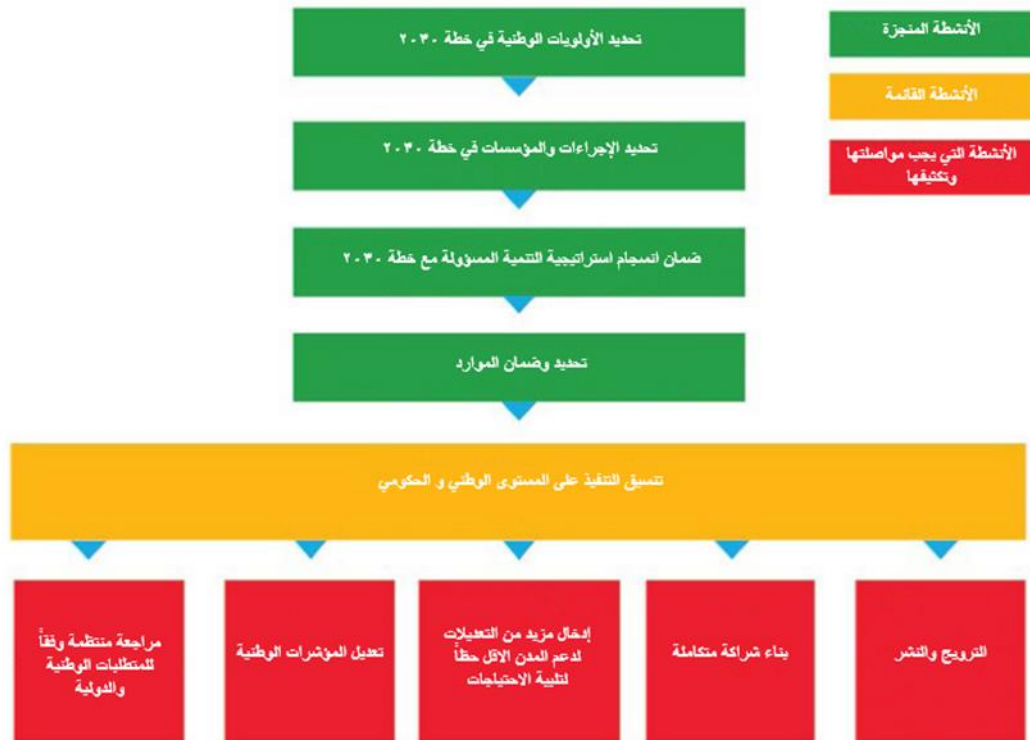 تحديد الأولويات الوطنية في خطة ٢٠٣٠
الأنشطة المنجزة
الأنشطة القائمة
الأنشطة التي يجب مواصلتها
وتكثيفها
تحديد الإجراءات والمؤسسات في خطة ٢٠٣٠
ضمان انسجام استراتيجية التنمية المسؤولة مع خطة ٢٠٣٠
تحديد وضمان الموارد
تنسيق التنفيذ على المستوى الوطني و الحكومي
الترويج والنشر
بناء شراكة متكاملة
إدخال مزيد من التعديلات
لدعم المدن الاقل حظاً
لتلبية الاحتياجات
تعديل المؤشرات الوطنية
مراجعة منتظمة وفقاً
للمتطلبات الوطنية
والدولية